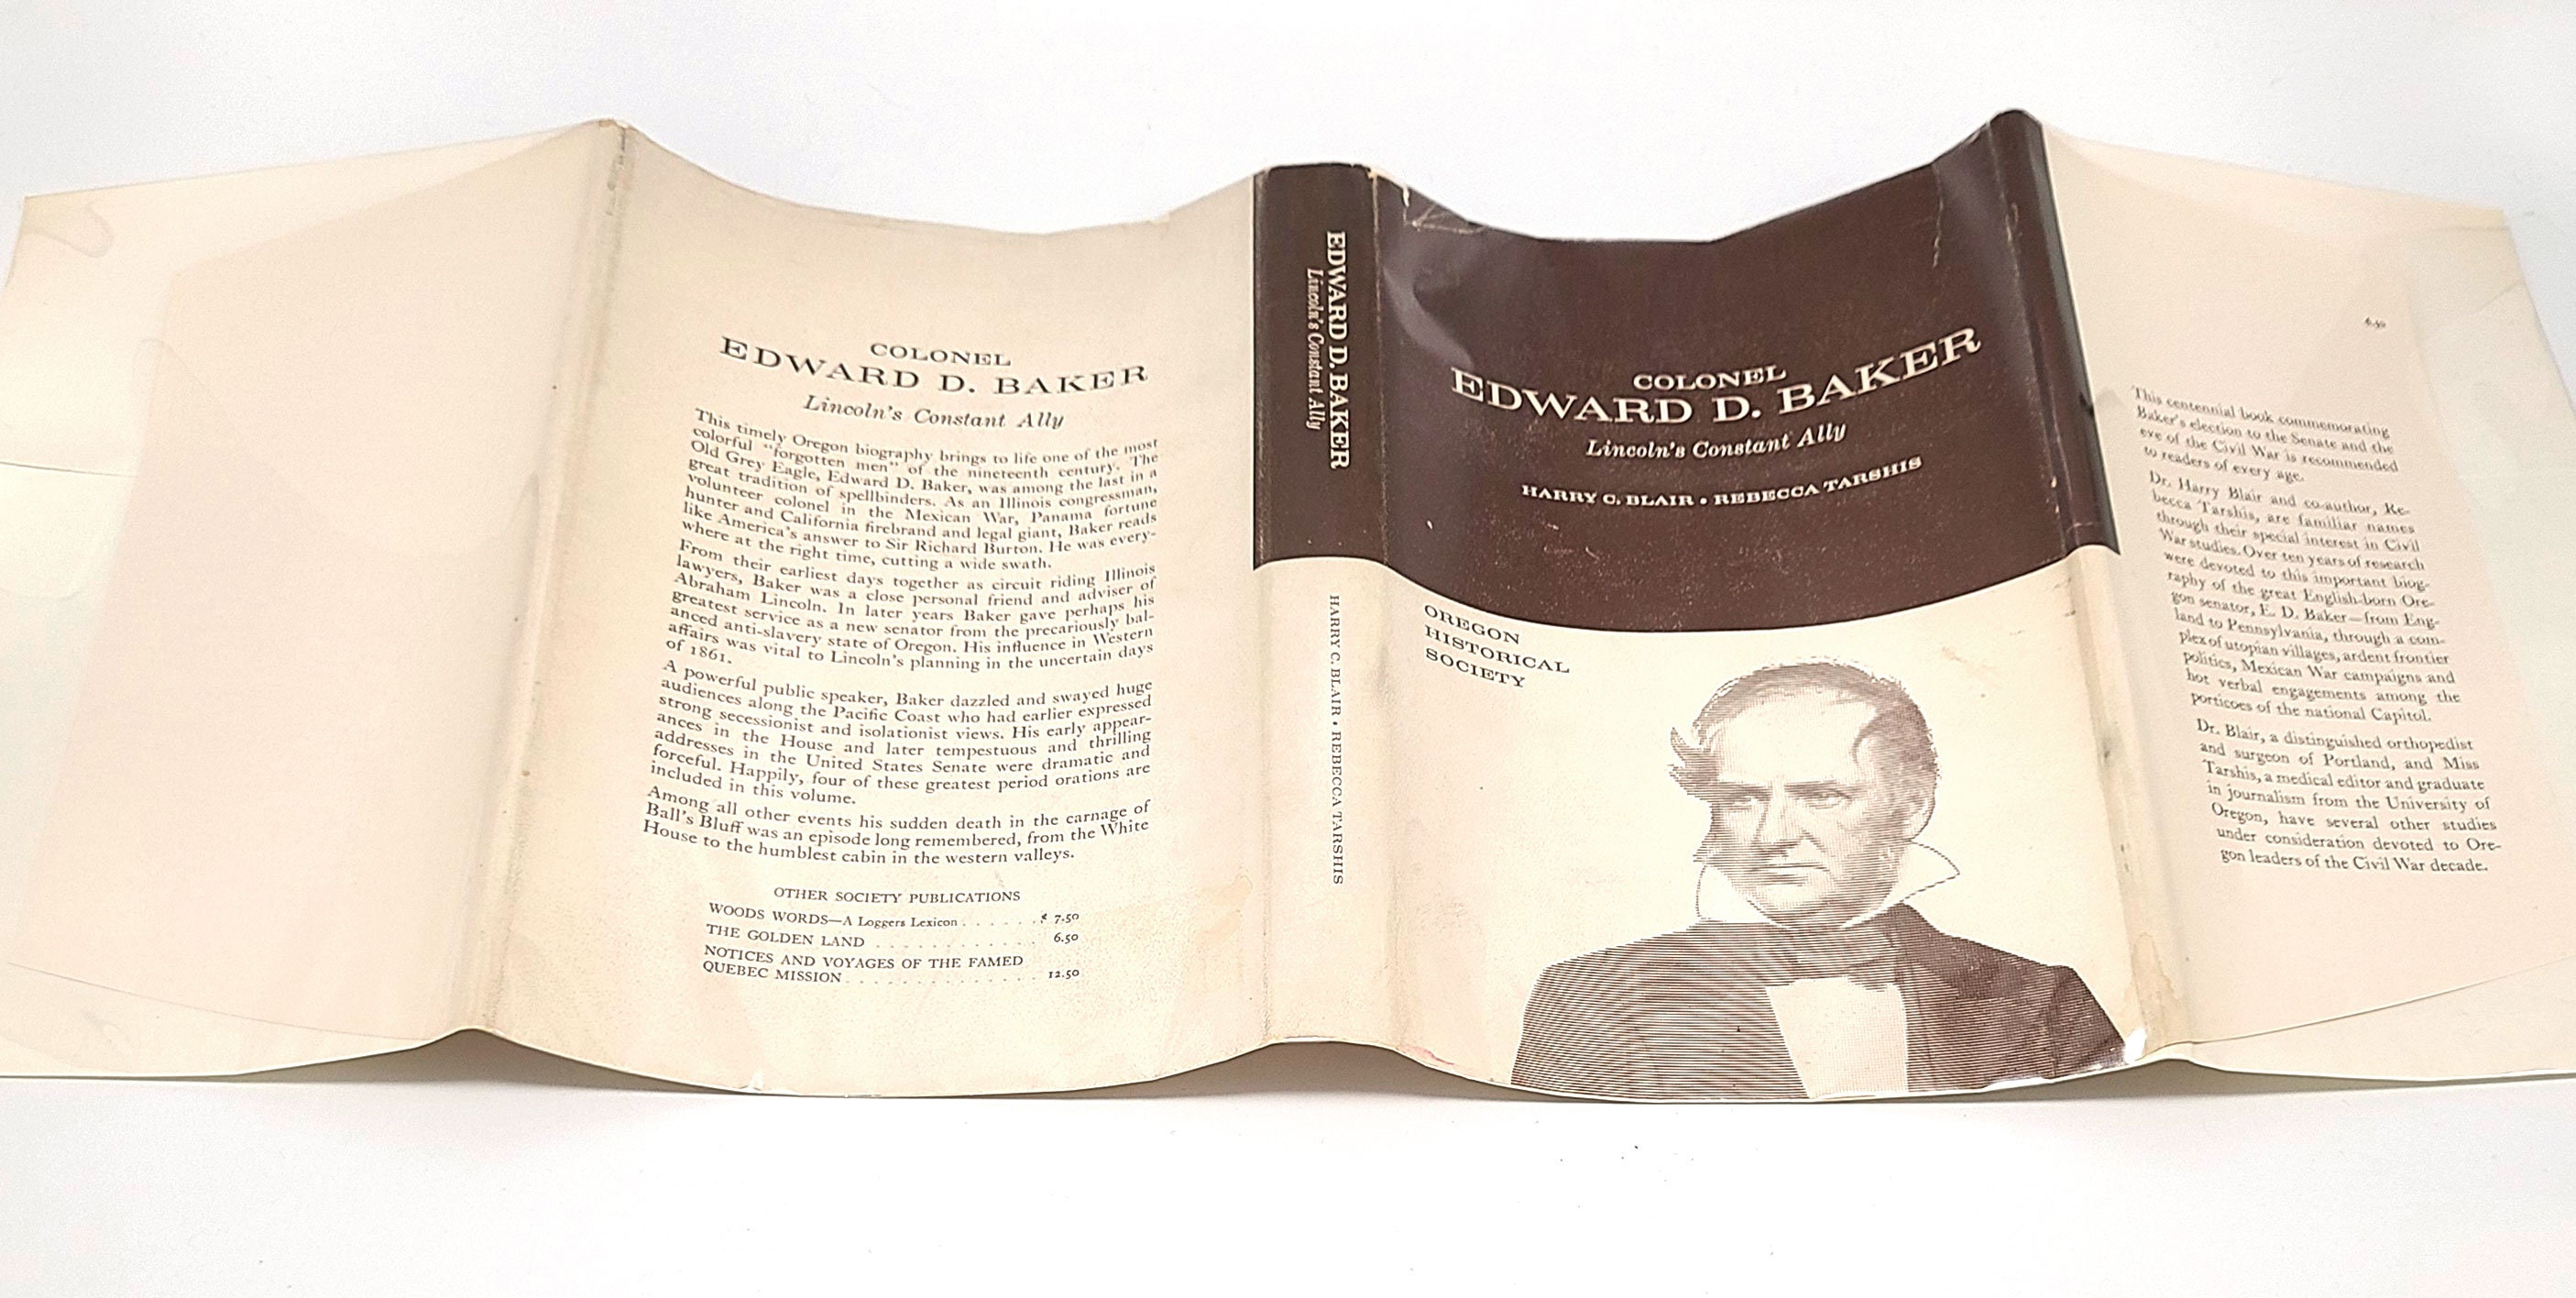 COLONEL
EDWARD D. BAKER
Lincoln's Constant Ally
This timely Oregon biography brings to life one of the most
colorful "forgotten men" of the nineteenth century. The
Old Grey Eagle, Edward D. Baker, was among the last in a
great tradition of spellbinders. As an Illinois congressman,
volunteer colonel in the Mexican War, Panama fortune
hunter and California firebrand and legal giant, Baker reads
like America's answer to Sir Richard Burton. He was every-
where at the right time, cutting a wide swath.
From their earliest days together as circuit riding Illinois
lawyers, Baker was a close personal friend and adviser of
Abraham Lincoln. In later years Baker gave perhaps his
greatest service as a new senator from the precariously bal-
anced anti-slavery state of Oregon. His influence in Western
affairs was vital to Lincoln's planning in the uncertain days
of 1861.
A powerful public speaker, Baker dazzled and swayed huge
audiences along the Pacific Coast who had earlier expressed
strong secessionist and isolationist views. His early appear-
ances in the House and later tempestuous and thrilling
addresses in the United States Senate were dramatic and
forceful. Happily, four of these greatest period orations are
included in this volume.
Among all other events his sudden death in the carnage of
Ball's Bluff was an episode long remembered, from the White
House to the humblest cabin in the western valleys.
OTHER SOCIETY PUBLICATIONS
WOODS WORDS—A Loggers Lexicon . . . . . . $ 7.50
THE GOLDEN LAND . . . . . . . . . . . . 6.50
NOTICES AND VOYAGES OF THE FAMED
QUEBEC MISSION . . . . . . . . . . . . . . 12.50
EDWARD D. BAKER
Lincoln's Constant Ally
HARRY C. BLAIR • REBECCA TARSHIS
COLONEL
EDWARD D. BAKER
Lincoln's Constant Ally
HARRY C. BLAIR • REBECCA TARSHIS
OREGON
HISTORICAL
SOCIETY
6.50
This centennial book commemorating
Baker's election to the Senate and the
eve of the Civil War is recommended
to readers of every age.
Dr. Harry Blair and co-author, Re-
becca Tarshis, are familiar names
through their special interest in Civil
War studies. Over ten years of research
were devoted to this important biog-
raphy of the great English-born Ore-
gon senator, E. D. Baker—from Eng-
land to Pennsylvania, through a com-
plex of utopian villages, ardent frontier
politics, Mexican War campaigns and
hot verbal engagements among the
porticoes of the national Capitol.
Dr. Blair, a distinguished orthopedist
and surgeon of Portland, and Miss
Tarshis, a medical editor and graduate
in journalism from the University of
Oregon, have several other studies
under consideration devoted to Ore-
gon leaders of the Civil War decade.